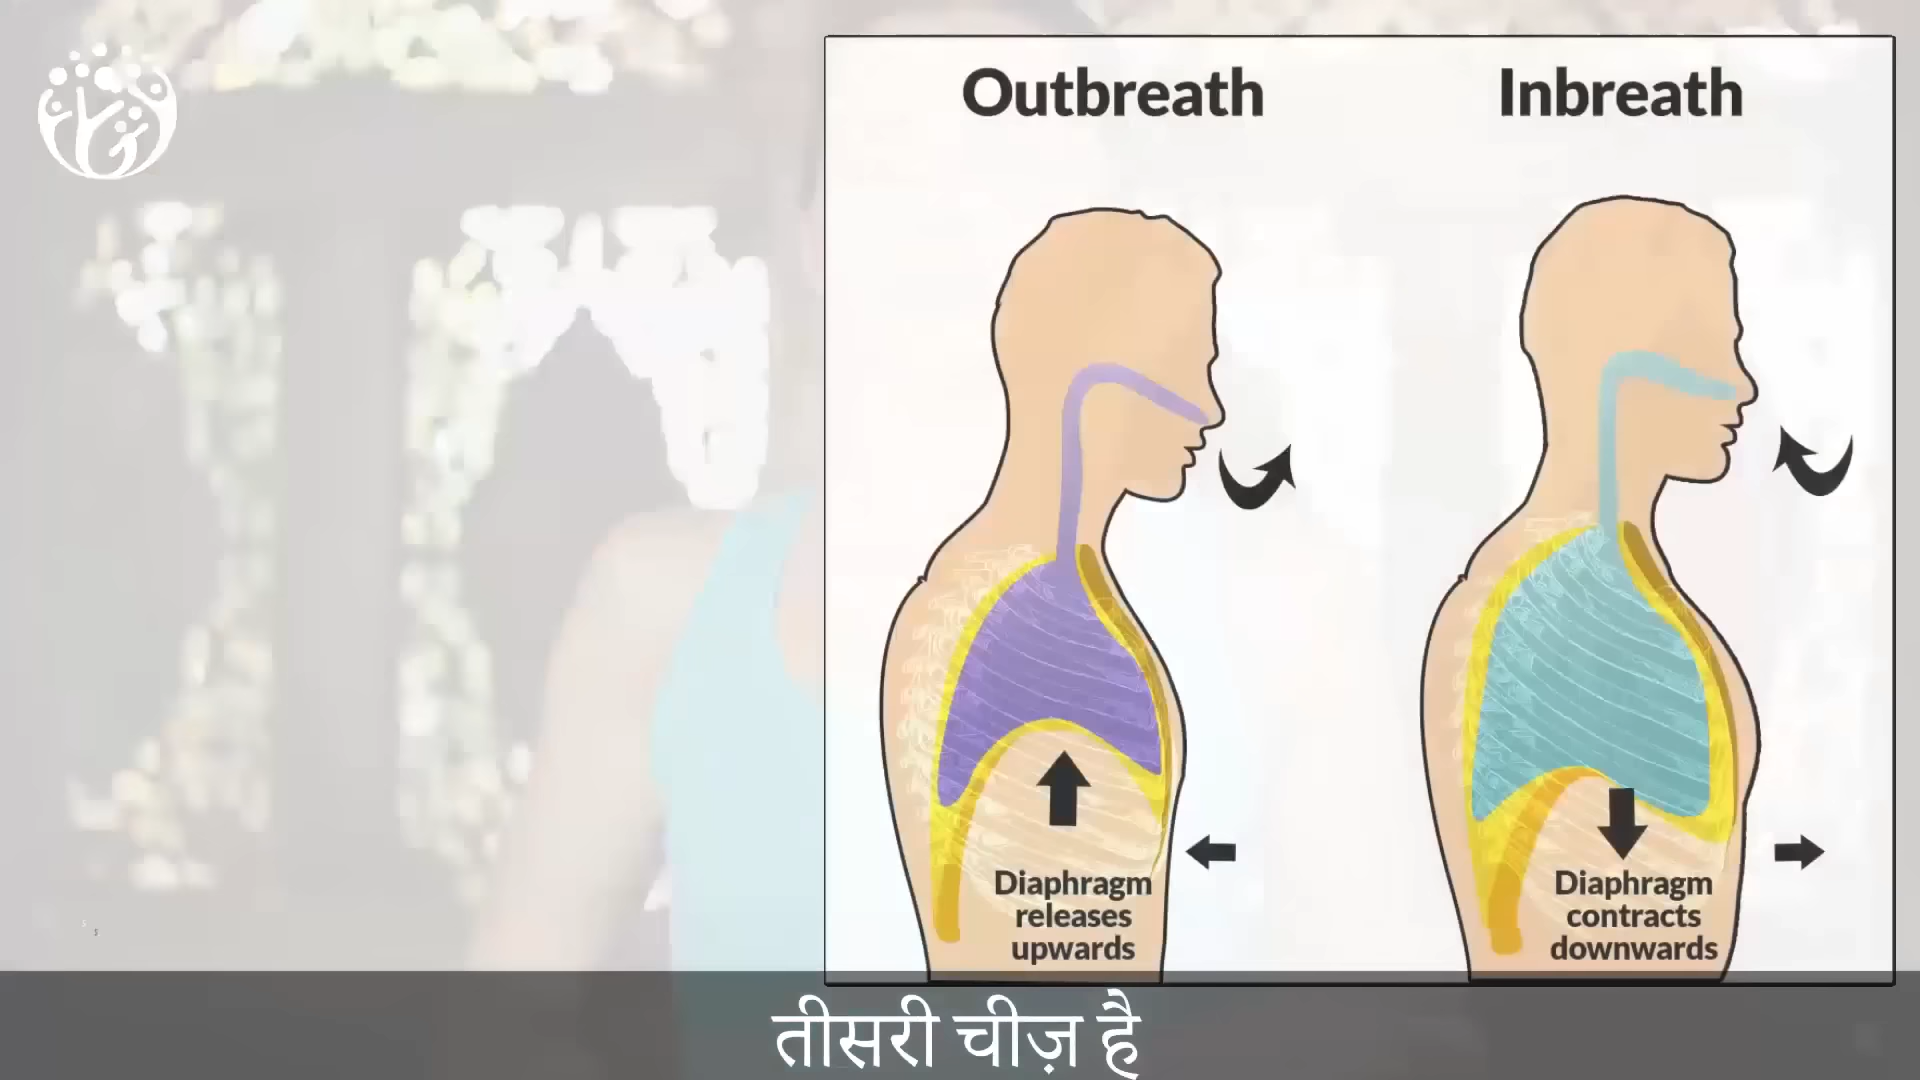 Outbreath
Inbreath
Diaphragm
releases
upwards
Diaphragm
contracts
downwards
तीसरी चीज़ है